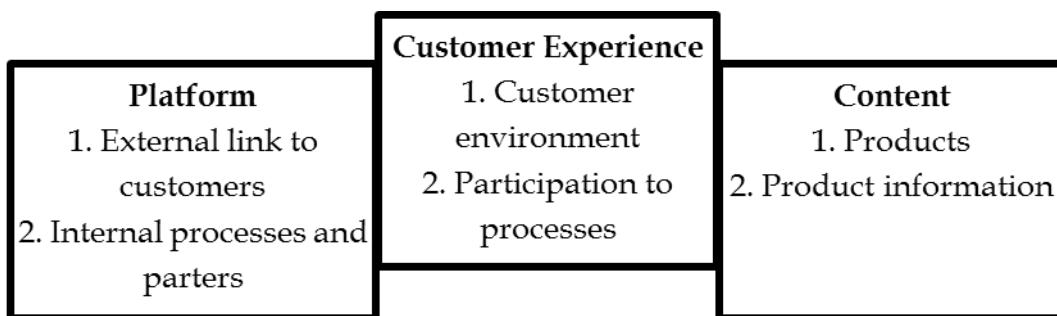 Platform
1. External link to
customers
2. Internal processes and
parters
Customer Experience
1. Customer
environment
2. Participation to
processes
Content
1. Products
2. Product information